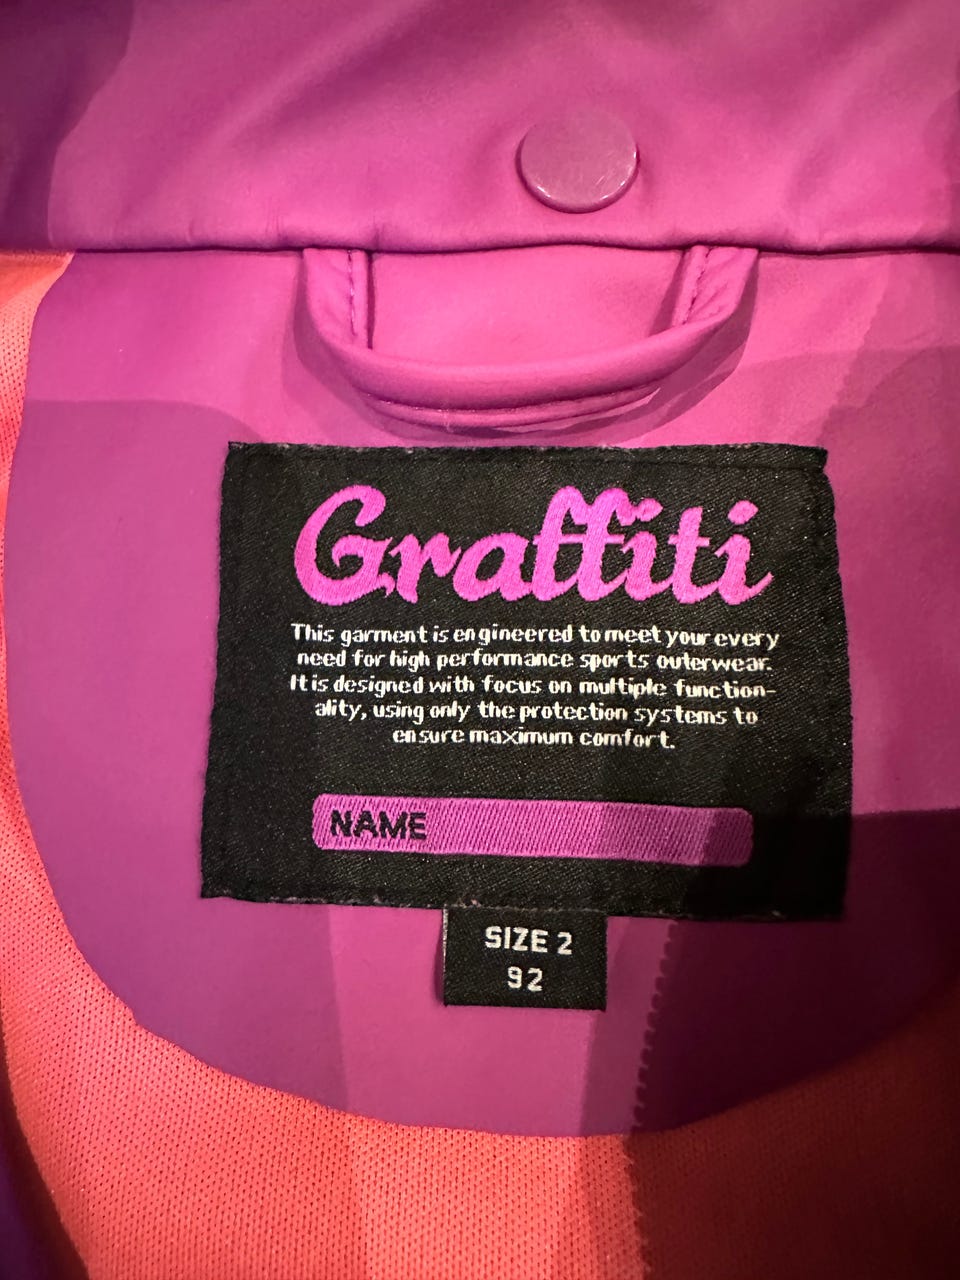 Graffiti
This garment is engineered to meet your every
need for high performance sports outerwear.
It is designed with focus on multiple function-
ality, using only the protection systems to
ensure maximum comfort.
NAME
SIZE 2
92